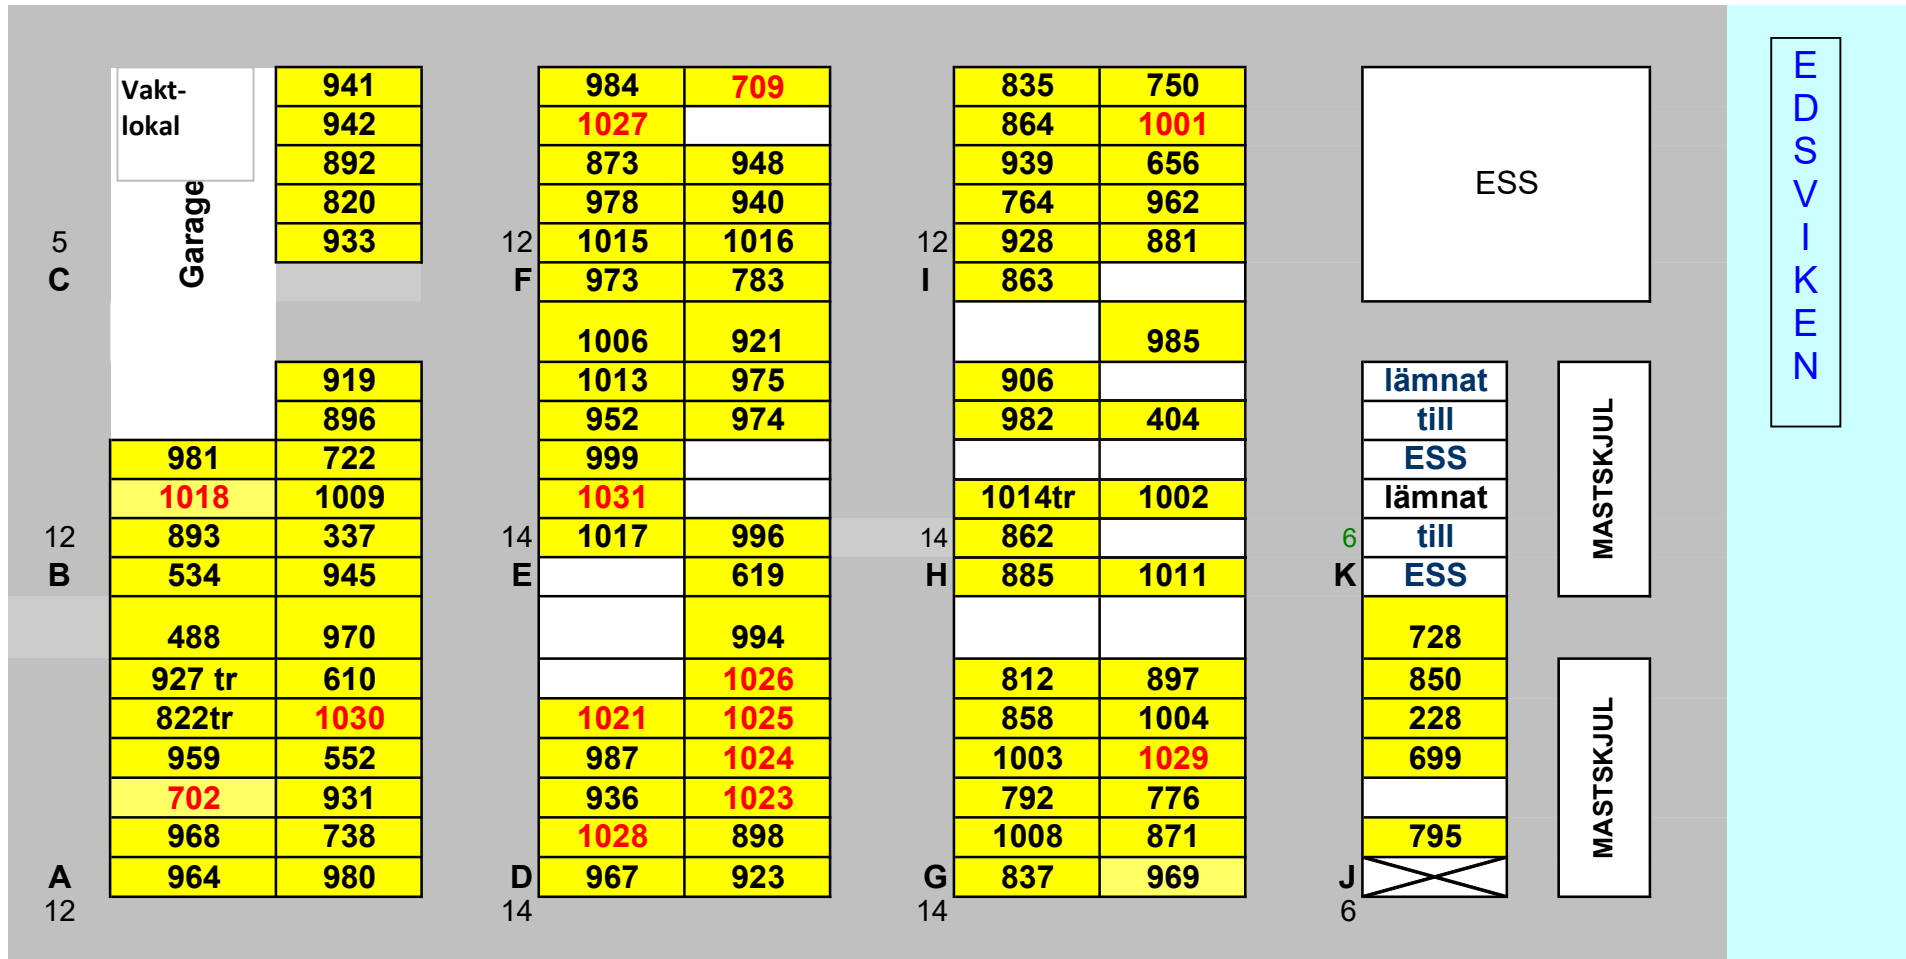 Vakt-
lokal
Garage
941
942
892
820
5 933
C
919
896
981 722
1018 1009
12 893 337
B 534 945
488 970
927 tr 610
822tr 1030
959 552
702 931
968 738
A 964 980
12
984 709
1027
873 948
978 940
12 1015 1016
F 973 783
1006 921
1013 975
952 974
999
1031
14 1017 996
E 619
994
1026
1021 1025
987 1024
936 1023
1028 898
D 967 923
14
835 750
864 1001
939 656
764 962
12 928 881
I 863
985
906
982 404
1014tr 1002
14 862
H 885 1011
812 897
858 1004
1003 1029
792 776
1008 871
G 837 969
14
ESS
lämnat
till
ESS
lämnat
6 till
K ESS
728
850
228
699
795
J
6
MASTSKJUL
MASTSKJUL
E
D
S
V
I
K
E
N